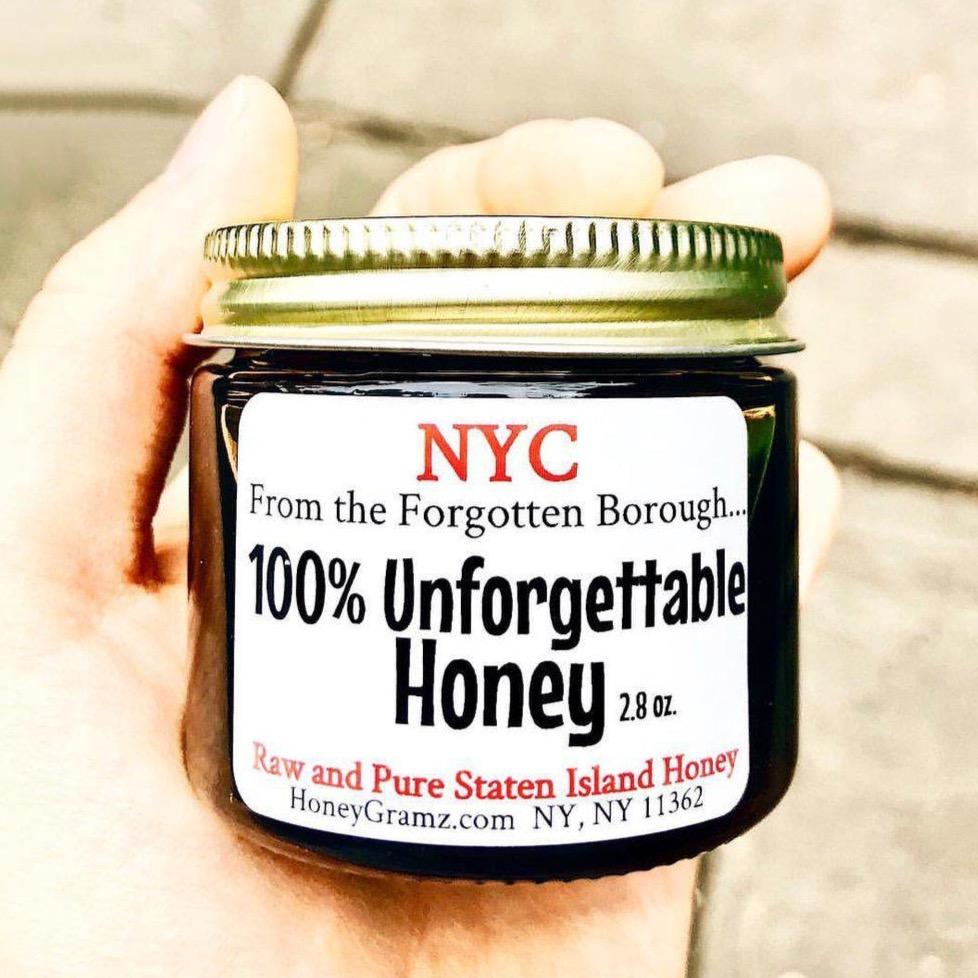 NYC
From the Forgotten Borough...
100% Unforgettable
Honey 2.8 oz.
Raw and Pure Staten Island Honey
HoneyGramz.com NY, NY 11362